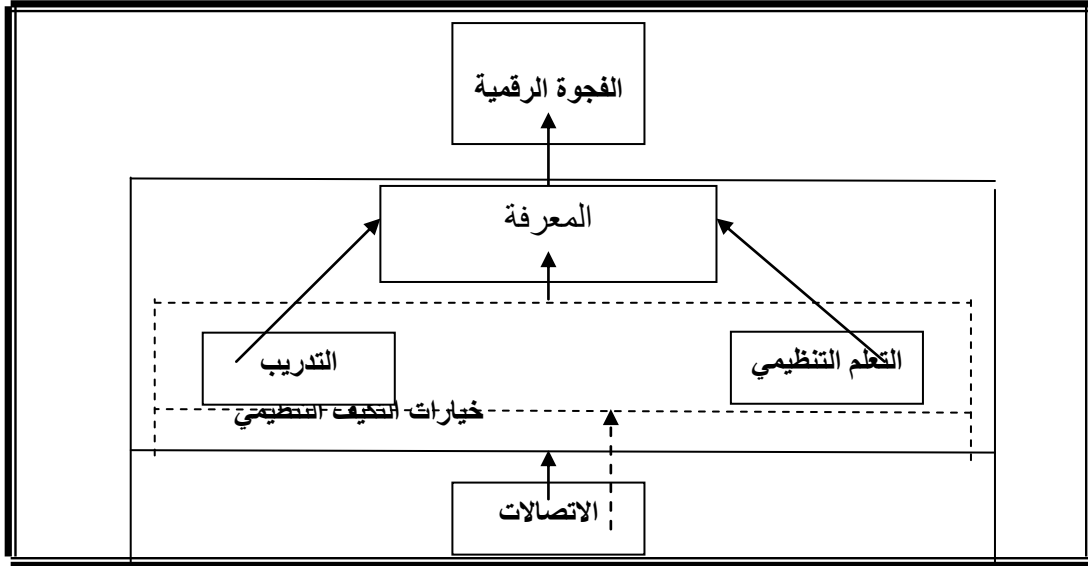 الفجوة الرقمية
المعرفة
التعلم التنظيمي
التدريب
خيارات التكيف التنظيمي
الاتصالات